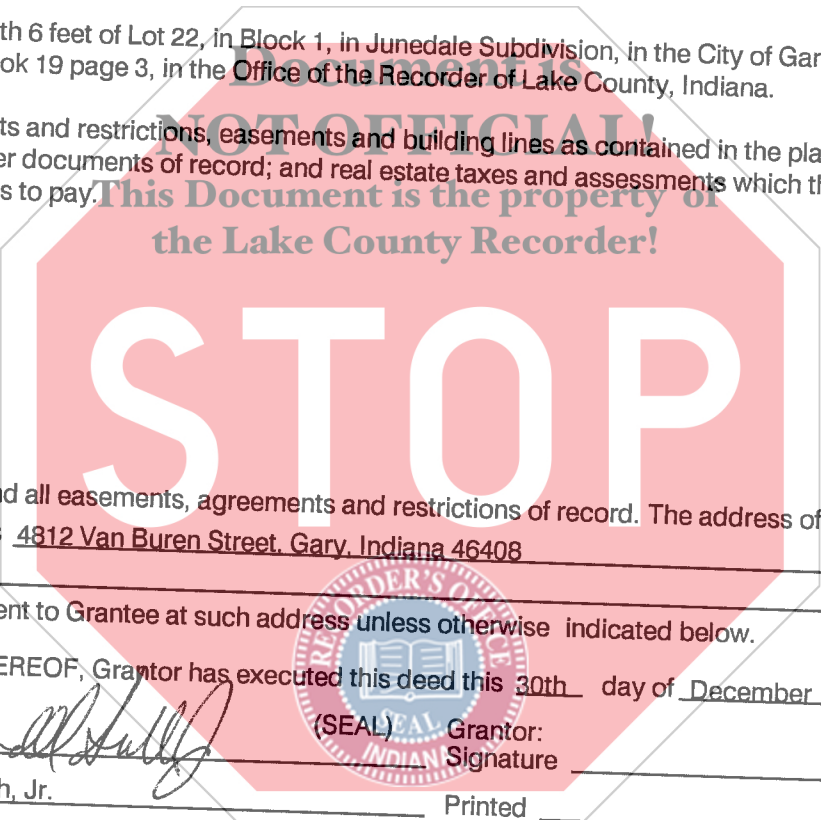 th 6 feet of Lot 22, in Block 1, in Junedale Subdivision, in the City of Gar
ok 19 page 3, in the Office of the Recorder of Lake County, Indiana.
Document is
NOT OFFICIAL!
ts and restrictions, easements and building lines as contained in the pla
er documents of record; and real estate taxes and assessments which th
s to pay.
This Document is the property of
the Lake County Recorder!
STOP
nd all easements, agreements and restrictions of record. The address of
4812 Van Buren Street, Gary, Indiana 46408
ent to Grantee at such address unless otherwise indicated below.
EREOF, Grantor has executed this deed this 30th day of December
(SEAL) Grantor:
Signature
h, Jr. Printed
RECORDER'S OFFICE
SEAL
INDIANA